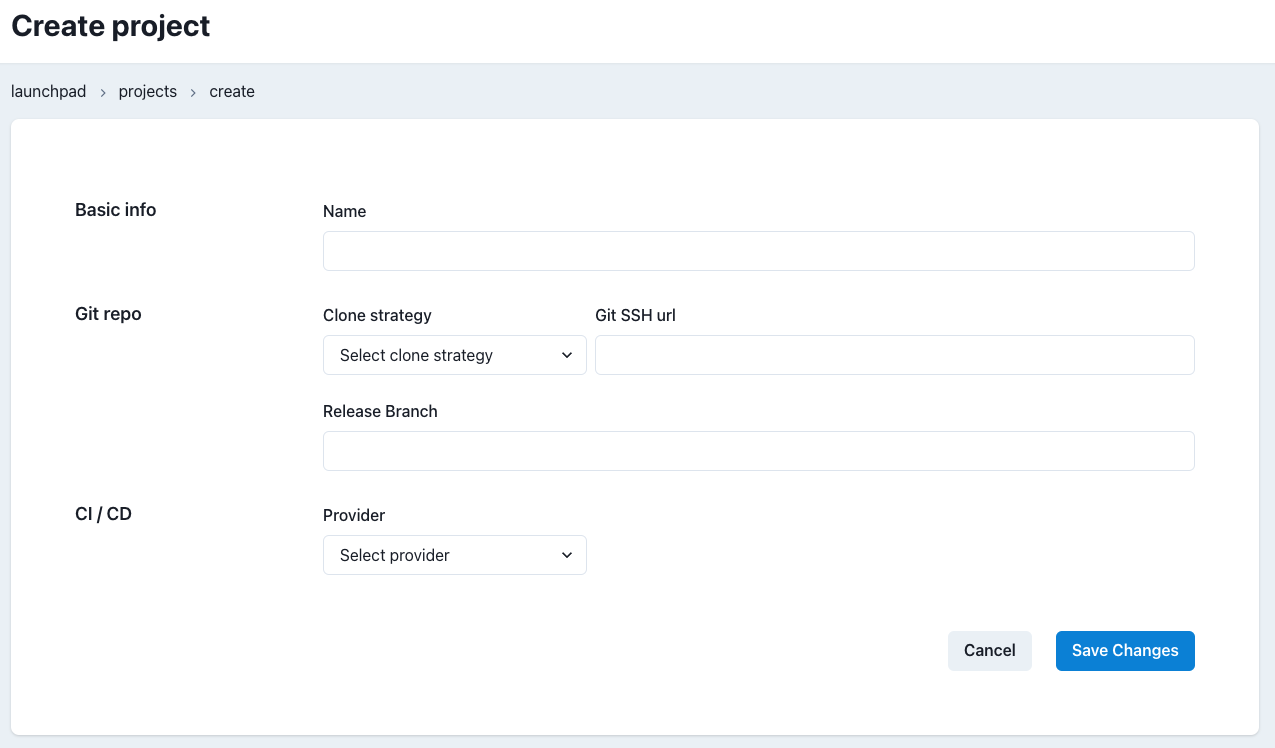 Create project
launchpad > projects > create
Basic info
Name
Git repo
Clone strategy
Git SSH url
Select clone strategy
Release Branch
CI / CD
Provider
Select provider
Cancel
Save Changes